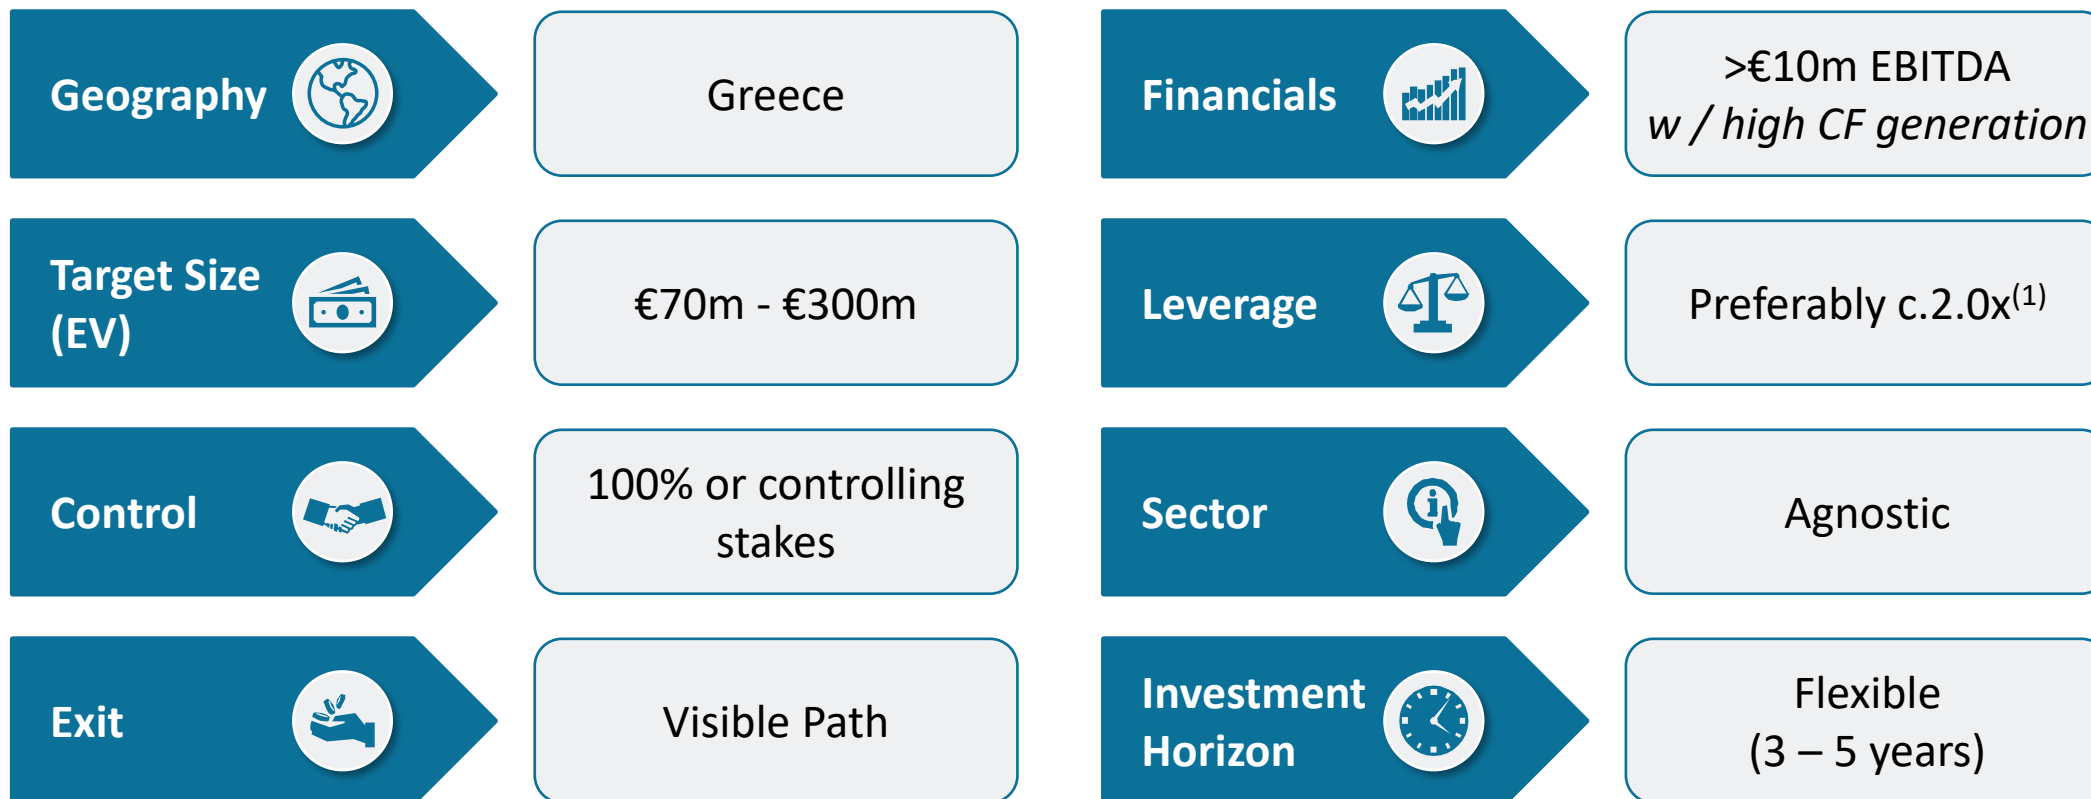 Geography
Greece
Financials
>€10m EBITDA
w / high CF generation
Target Size
(EV)
€70m - €300m
Leverage
Preferably c.2.0x(1)
Control
100% or controlling
stakes
Sector
Agnostic
Exit
Visible Path
Investment
Horizon
Flexible
(3 – 5 years)